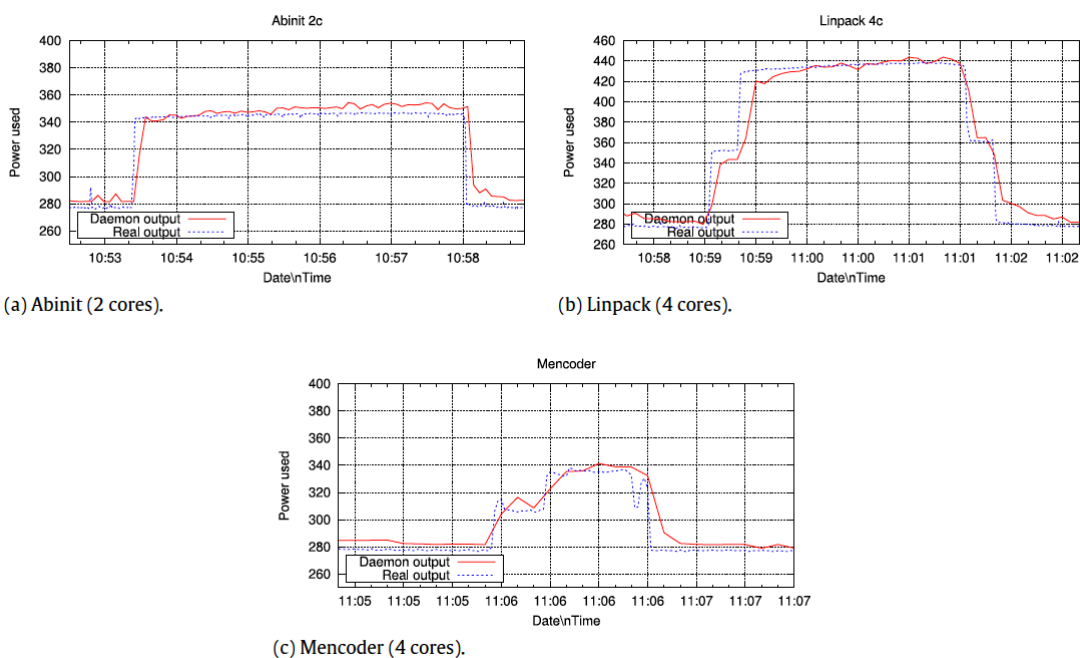 Abinit 2c
400
380
360
340
320
300
280
260
Power used
Daemon output
Real output
10:53 10:54 10:55 10:56 10:57 10:58
Date\nTime
(a) Abinit (2 cores).
Linpack 4c
460
440
420
400
380
360
340
320
300
280
260
Power used
Daemon output
Real output
10:58 10:59 10:59 11:00 11:00 11:01 11:01 11:02 11:02
Date\nTime
(b) Linpack (4 cores).
Mencoder
400
380
360
340
320
300
280
260
Power used
Daemon output
Real output
11:05 11:05 11:05 11:06 11:06 11:06 11:06 11:07 11:07 11:07
Date\nTime
(c) Mencoder (4 cores).